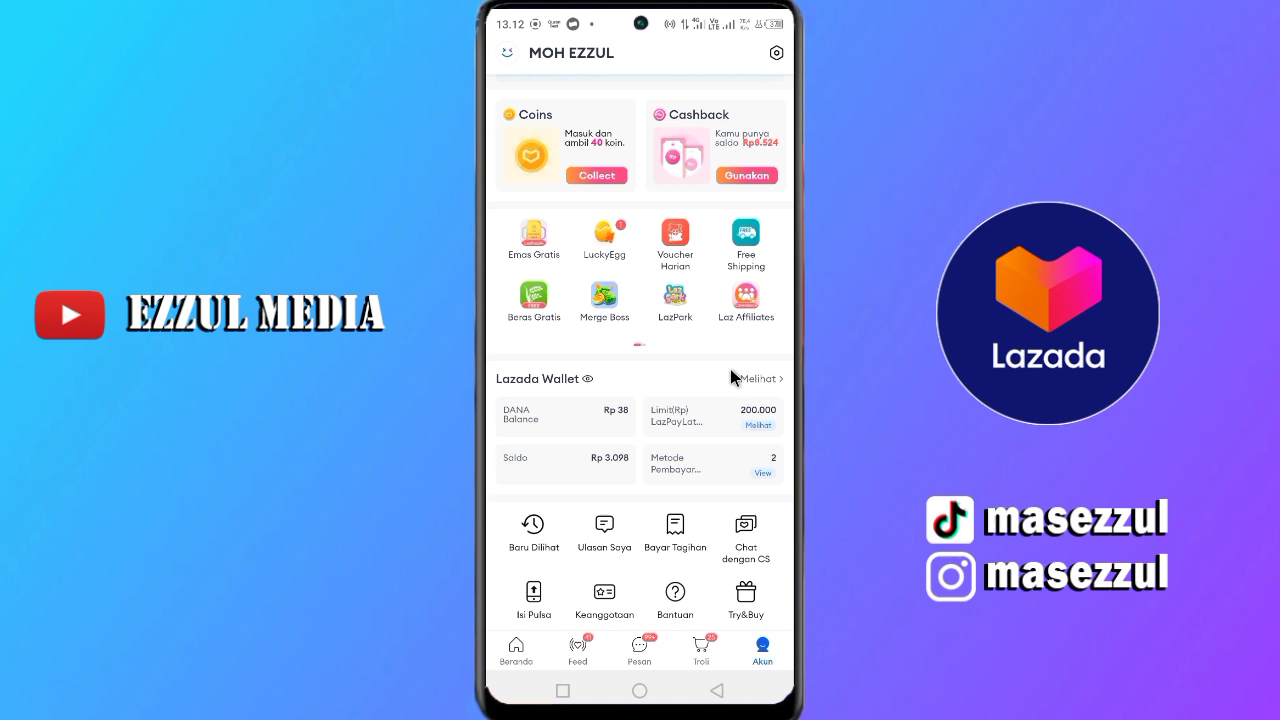 13.12
MOH EZZUL
Coins
Masuk dan
ambil 40 koin.
Collect
Cashback
Kamu punya
saldo Rp8.524
Gunakan
Emas Gratis
LuckyEgg
Voucher
Harian
Free
Shipping
Beras Gratis
Merge Boss
LazPark
Laz Affiliates
Lazada Wallet
Melihat >
DANA
Balance
Rp 38
Limit(Rp)
LazPayLat...
200.000
Melihat
Saldo
Rp 3.098
Metode
Pembayar...
2
View
Baru Dilihat
Ulasan Saya
Bayar Tagihan
Chat
dengan CS
Isi Pulsa
Keanggotaan
Bantuan
Try&Buy
Beranda
Feed
Pesan
99+
Troli
Akun
EZZUL MEDIA
Lazada
masezzul
masezzul